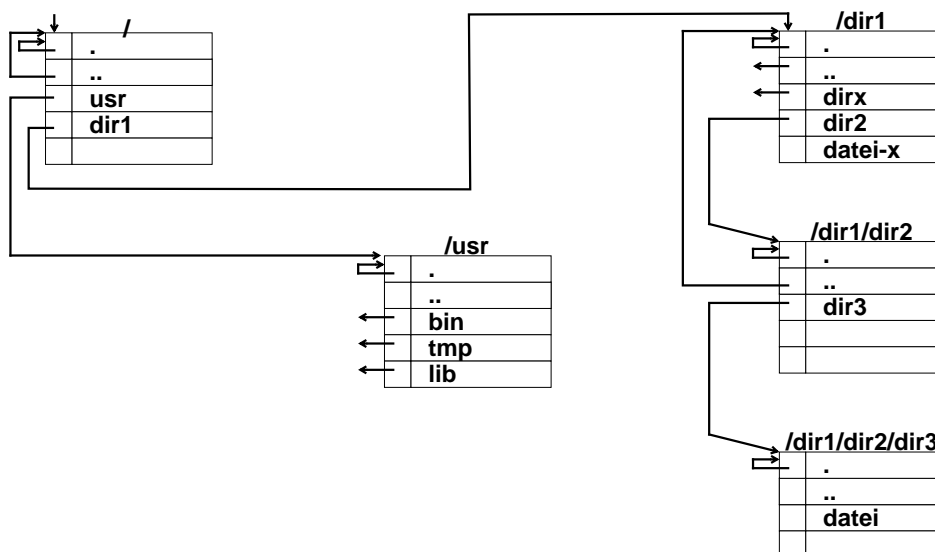 /
.
..
usr
dir1
/dir1
.
..
dirx
dir2
datei-x
/usr
.
..
bin
tmp
lib
/dir1/dir2
.
..
dir3
/dir1/dir2/dir3
.
..
datei